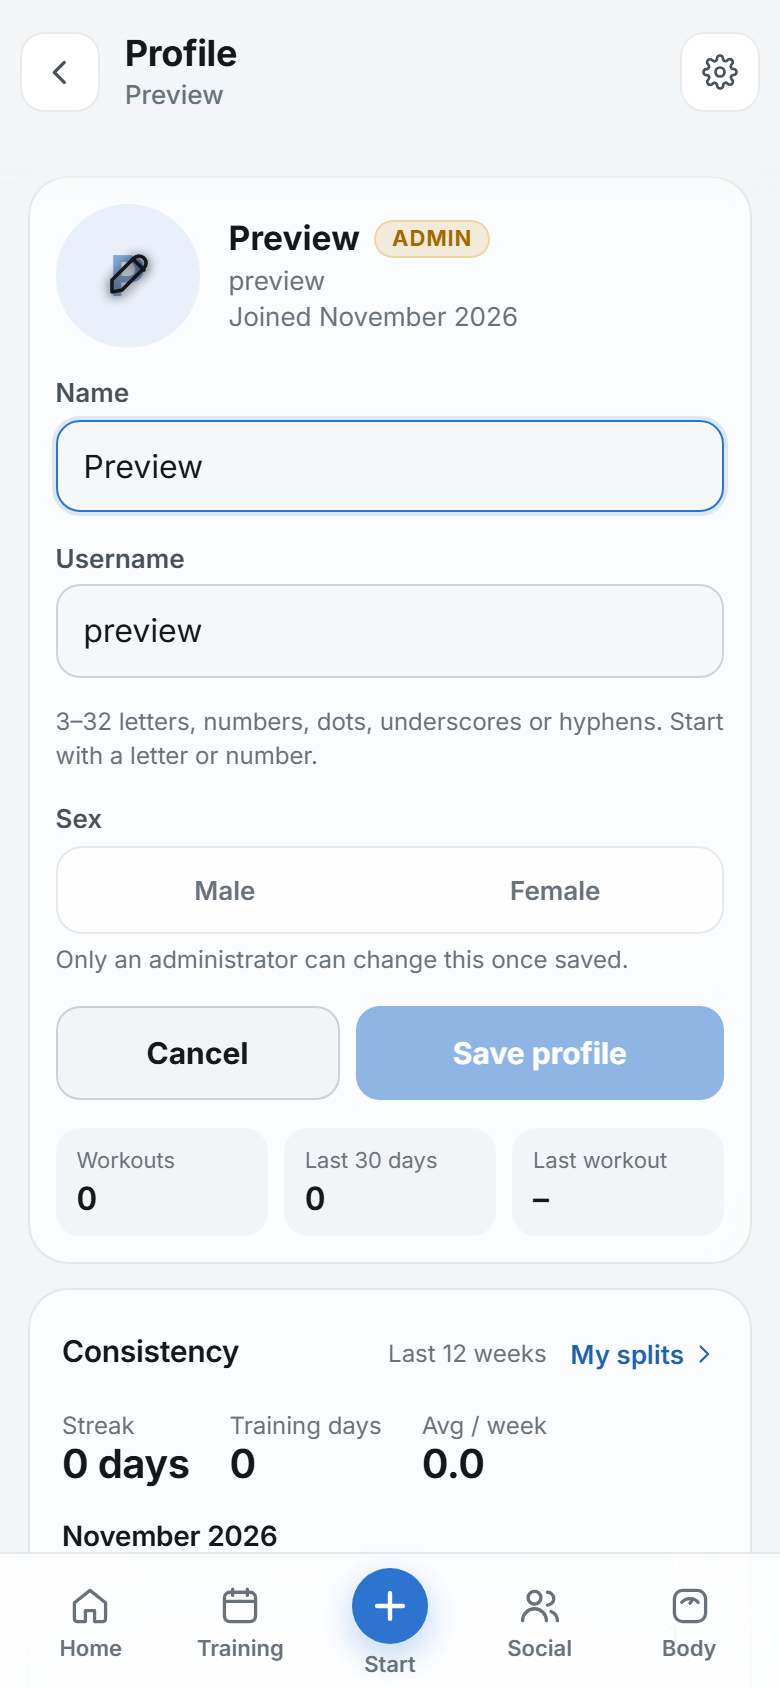 Profile
Preview
Preview ADMIN
preview
Joined November 2026
Name
Preview
Username
preview
3–32 letters, numbers, dots, underscores or hyphens. Start
with a letter or number.
Sex
Male Female
Only an administrator can change this once saved.
Cancel Save profile
Workouts Last 30 days Last workout
0 0 –
Consistency Last 12 weeks My splits
Streak Training days Avg / week
0 days 0 0.0
November 2026
Home Training Start Social Body